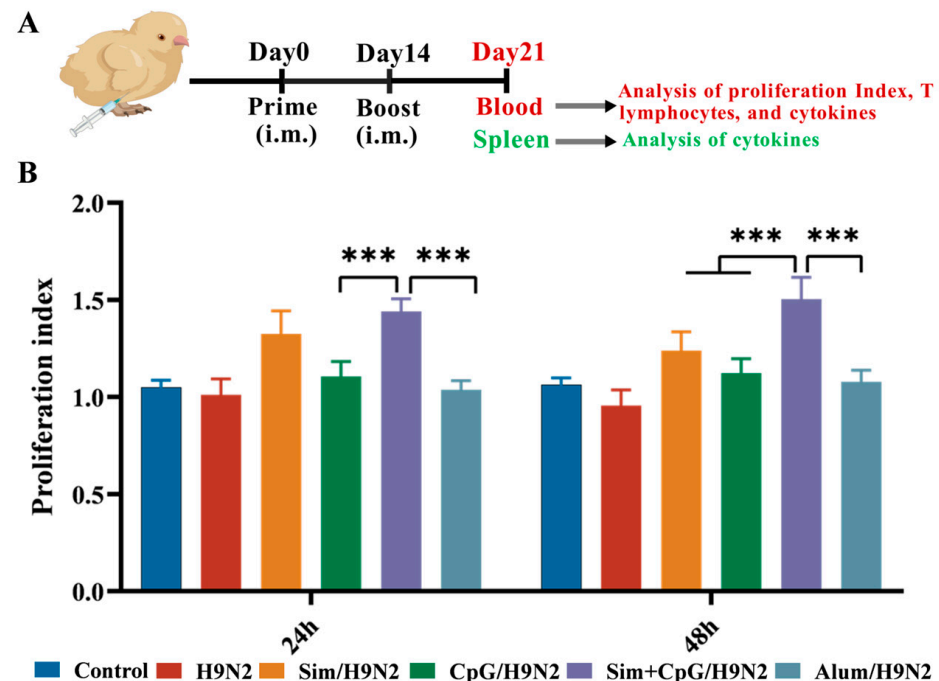 A
Day0 Day14 Day21
Prime Boost Blood
(i.m.) (i.m.) Spleen
Analysis of proliferation Index, T
lymphocytes, and cytokines
Analysis of cytokines
B
Proliferation index
2.0
1.5
1.0
0.5
0.0
*** ***
*** ***
24h 48h
Control H9N2 Sim/H9N2 CpG/H9N2 Sim+CpG/H9N2 Alum/H9N2